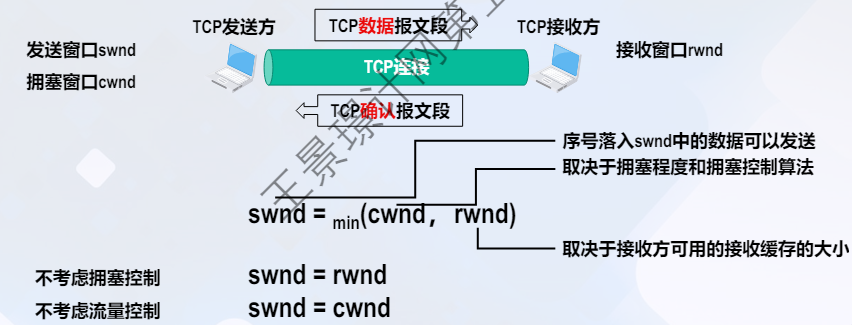 TCP发送方
TCP数据报文段
TCP接收方
发送窗口swnd
拥塞窗口cwnd
TCP连接
接收窗口rwnd
TCP确认报文段
序号落入swnd中的数据可以发送
取决于拥塞程度和拥塞控制算法
swnd = min(cwnd，rwnd)
取决于接收方可用的接收缓存的大小
不考虑拥塞控制 swnd = rwnd
不考虑流量控制 swnd = cwnd
王景璟计网第